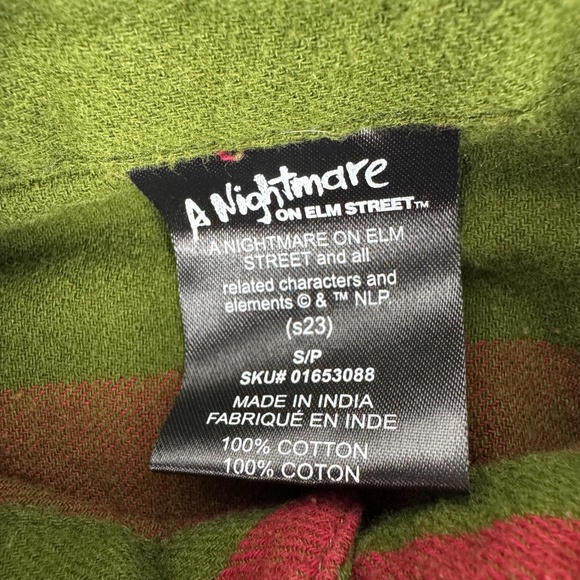 A Nightmare
ON ELM STREET™
A NIGHTMARE ON ELM
STREET and all
related characters and
elements © & ™ NLP.
(s23)
S/P
SKU# 01653088
MADE IN INDIA
FABRIQUÉ EN INDE
100% COTTON
100% COTON